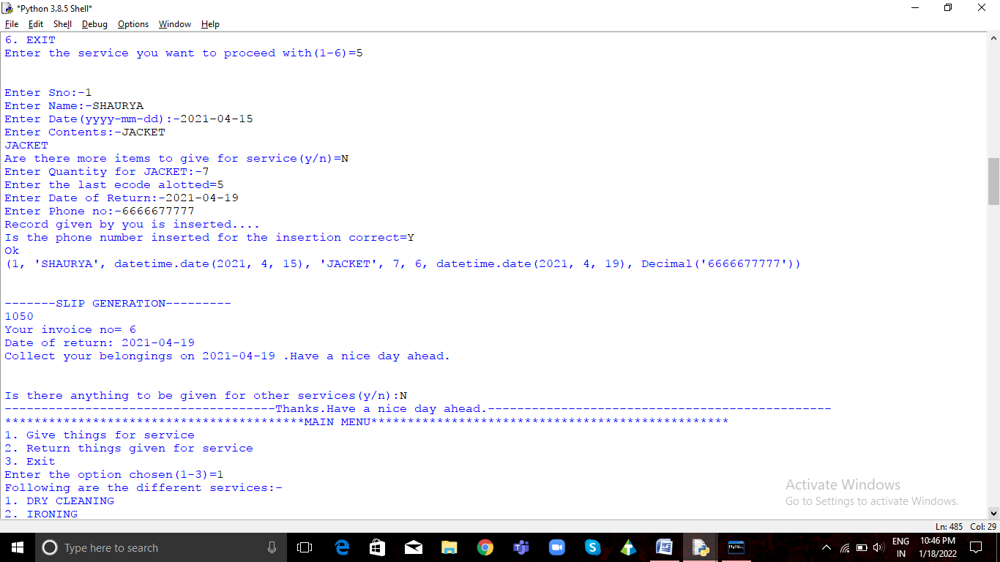 *Python 3.8.5 Shell*
File Edit Shell Debug Options Window Help
6. EXIT
Enter the service you want to proceed with(1-6)=5
Enter Sno:-1
Enter Name:-SHAURYA
Enter Date(yyyy-mm-dd):-2021-04-15
Enter Contents:-JACKET
JACKET
Are there more items to give for service(y/n)=N
Enter Quantity for JACKET:-7
Enter the last ecode alotted=5
Enter Date of Return:-2021-04-19
Enter Phone no:-6666677777
Record given by you is inserted....
Is the phone number inserted for the insertion correct=Y
Ok
(1, 'SHAURYA', datetime.date(2021, 4, 15), 'JACKET', 7, 6, datetime.date(2021, 4, 19), Decimal('6666677777'))
-------SLIP GENERATION---------
1050
Your invoice no= 6
Date of return: 2021-04-19
Collect your belongings on 2021-04-19 .Have a nice day ahead.
Is there anything to be given for other services(y/n):N
-------------------------------------Thanks.Have a nice day ahead.-----------------------------------------------
*****************************************MAIN MENU*************************************************
1. Give things for service
2. Return things given for service
3. Exit
Enter the option chosen(1-3)=1
Following are the different services:-
1. DRY CLEANING
2. IRONING
Activate Windows
Go to Settings to activate Windows.
Ln: 485 Col: 29
Type here to search
ENG
IN
10:46 PM
1/18/2022